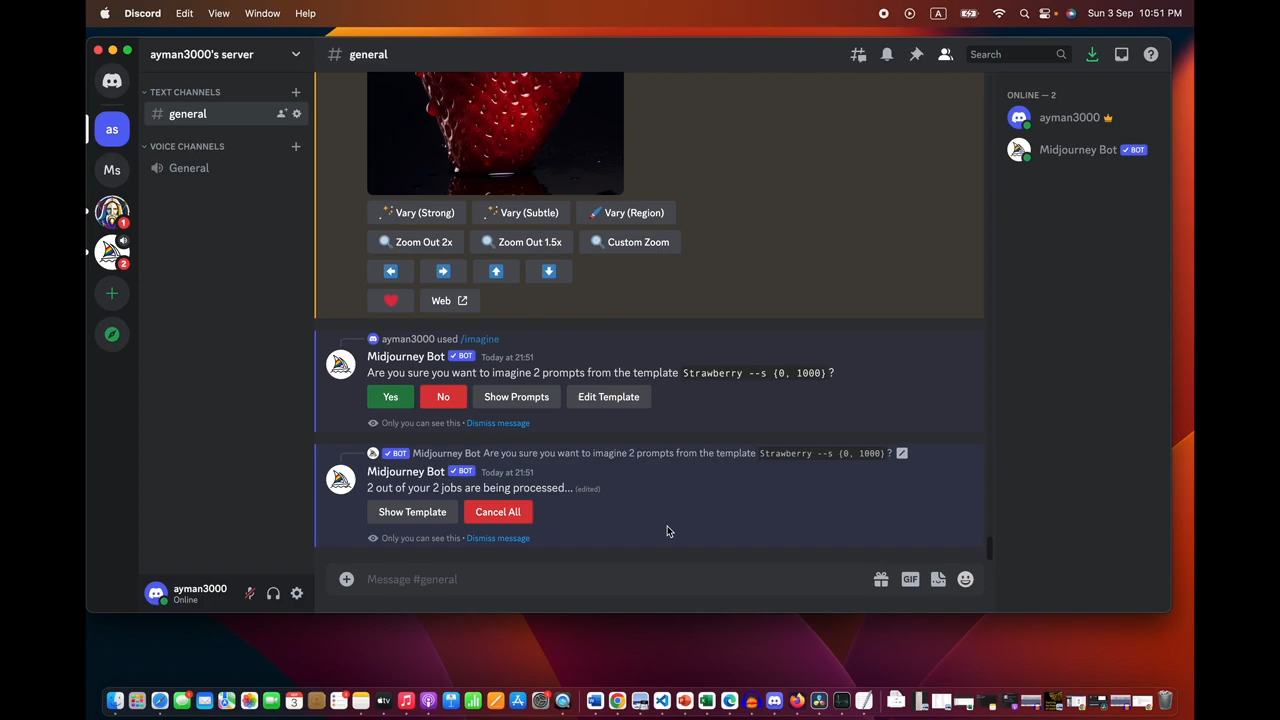 Discord Edit View Window Help
A
Sun 3 Sep 10:51 PM
ayman3000's server
general
Search
TEXT CHANNELS
general
VOICE CHANNELS
General
as
Ms
1
2
Vary (Strong) Vary (Subtle) Vary (Region)
Zoom Out 2x Zoom Out 1.5x Custom Zoom
Web
ayman3000 used /imagine
Midjourney Bot ✓ BOT Today at 21:51
Are you sure you want to imagine 2 prompts from the template Strawberry --s {0, 1000}?
Yes No Show Prompts Edit Template
Only you can see this • Dismiss message
✓ BOT Midjourney Bot Are you sure you want to imagine 2 prompts from the template Strawberry --s {0, 1000}?
Midjourney Bot ✓ BOT Today at 21:51
2 out of your 2 jobs are being processed... (edited)
Show Template Cancel All
Only you can see this • Dismiss message
Message #general
GIF
ayman3000
Online
ONLINE — 2
ayman3000
Midjourney Bot ✓ BOT